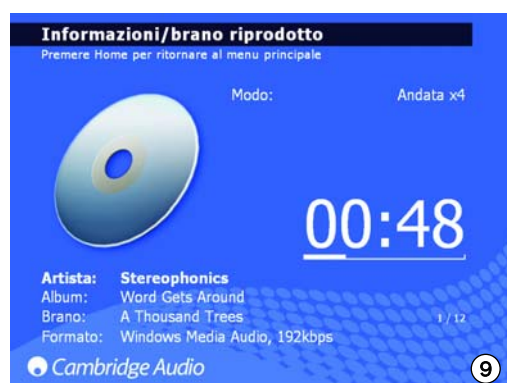 Informazioni/brano riprodotto
Premere Home per ritornare al menu principale
Modo: Andata x4
00:48
Artista: Stereophonics
Album: Word Gets Around
Brano: A Thousand Trees 1 / 12
Formato: Windows Media Audio, 192kbps
Cambridge Audio
9